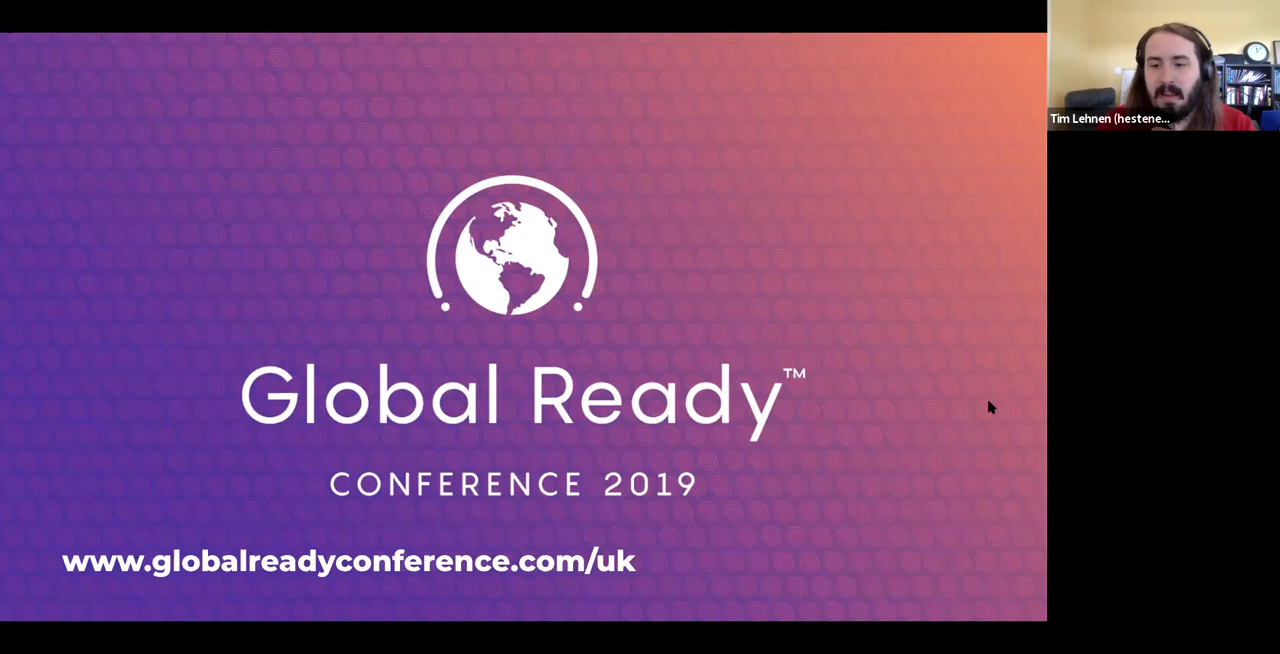 Global Ready™
CONFERENCE 2019
www.globalreadyconference.com/uk
Tim Lehnen (hestene...